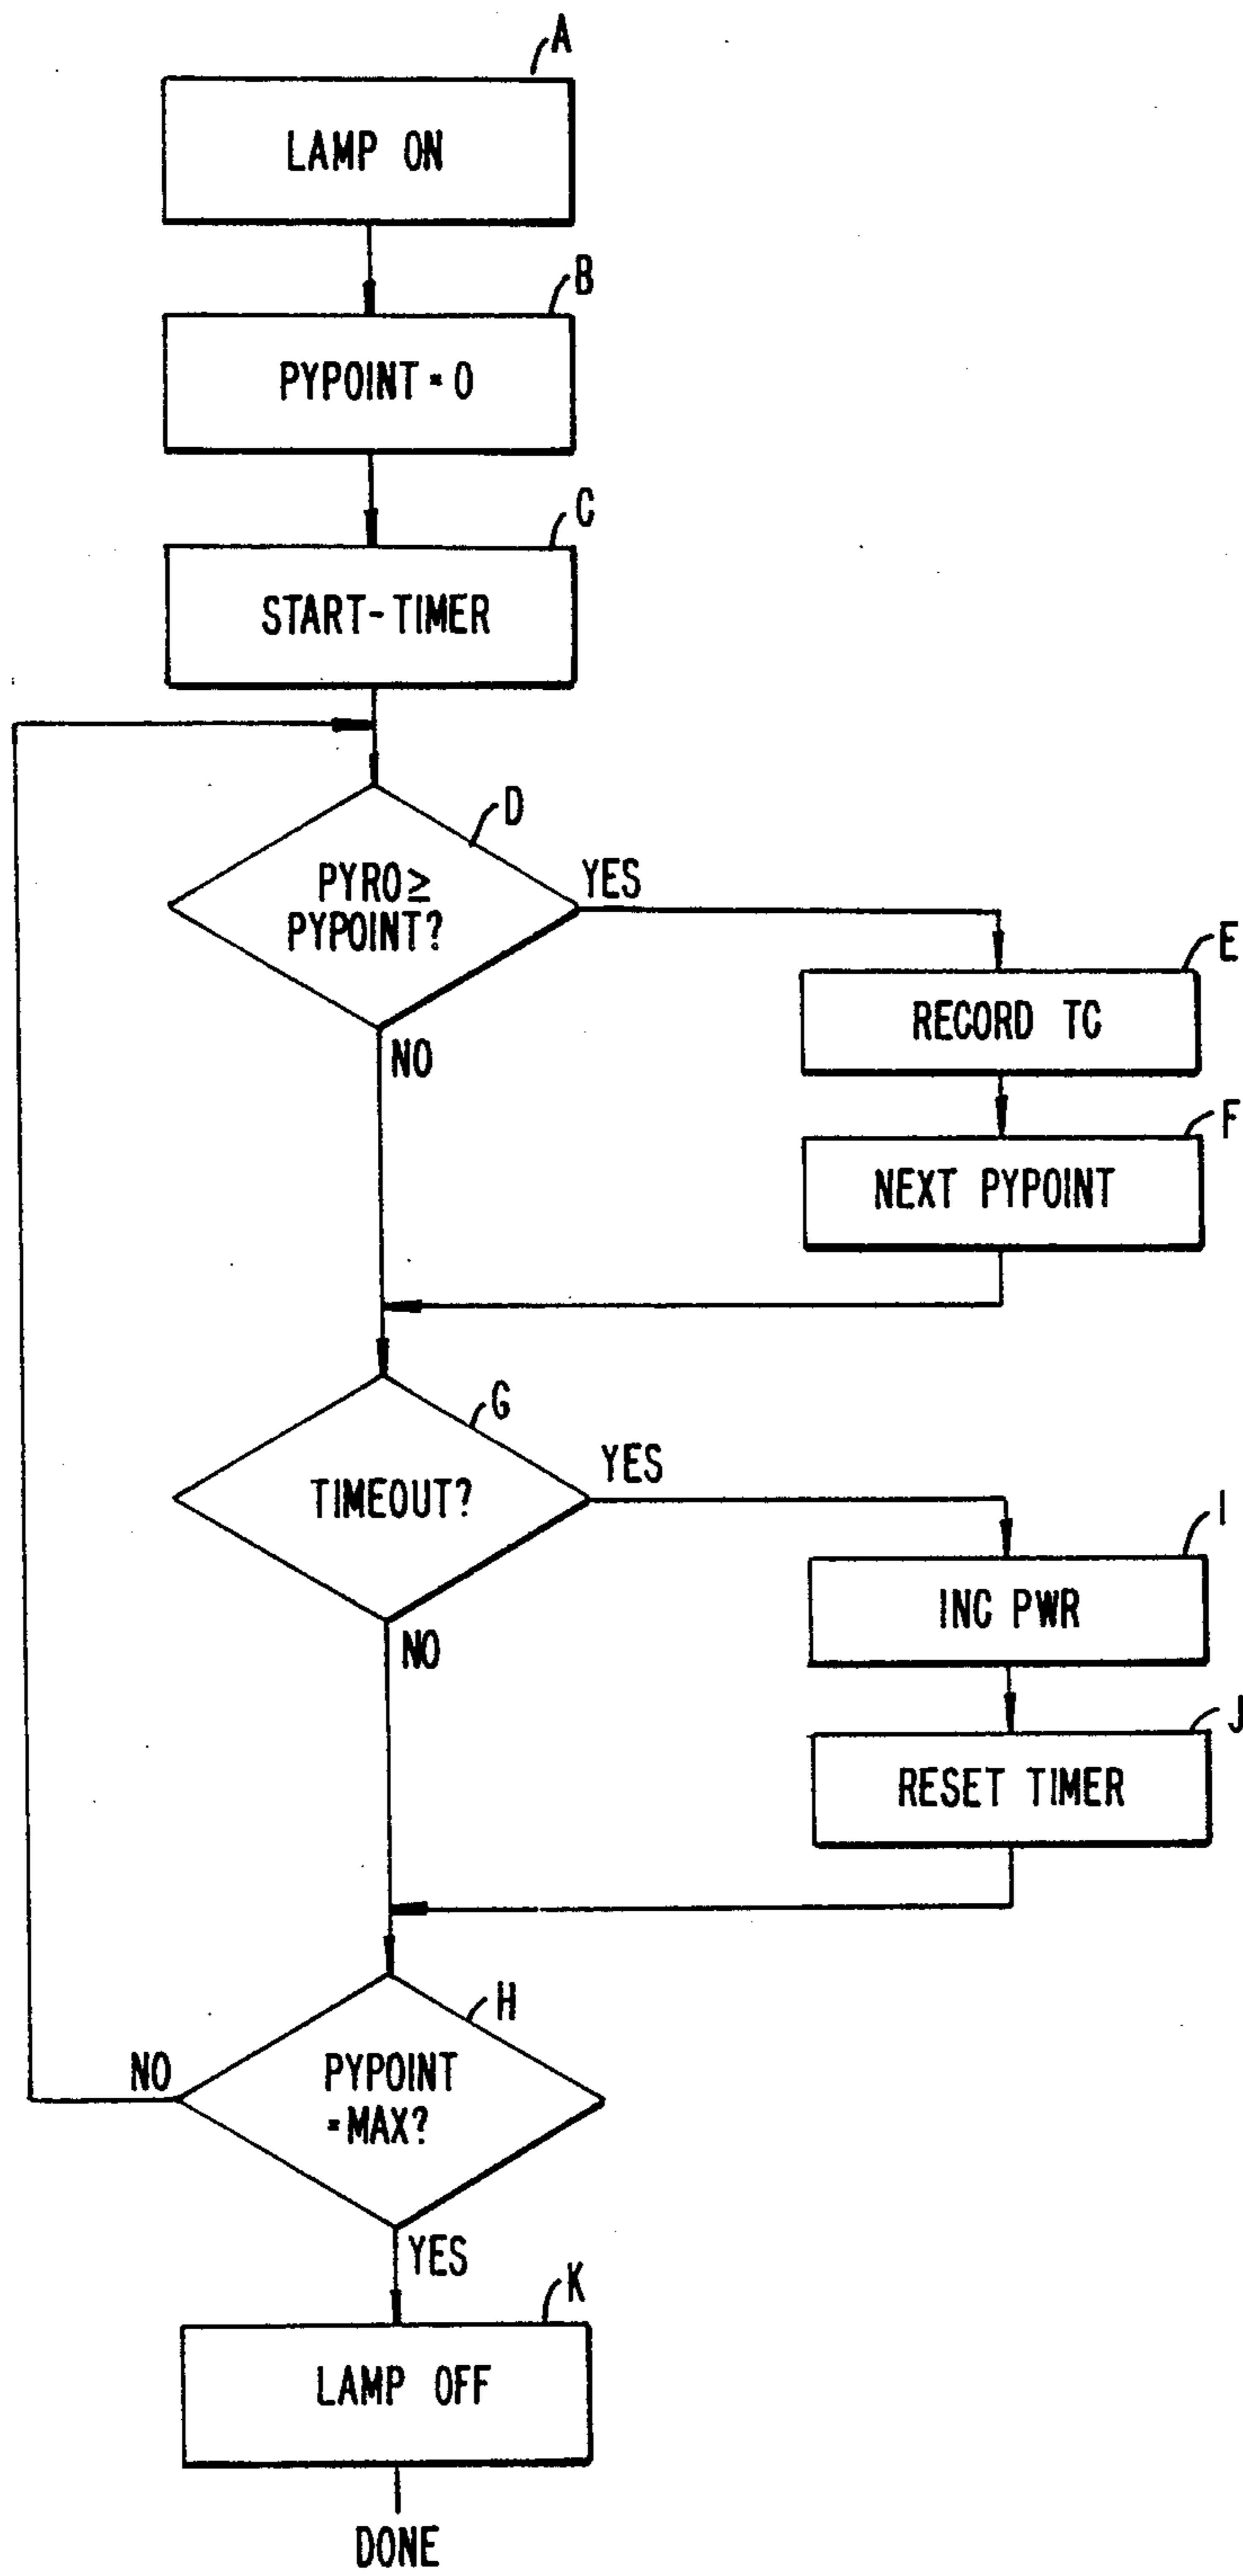 A
LAMP ON
B
PYPOINT = 0
C
START-TIMER
D
PYRO≥
PYPOINT?
YES
NO
E
RECORD TC
F
NEXT PYPOINT
G
TIMEOUT?
YES
NO
I
INC PWR
J
RESET TIMER
H
PYPOINT
=MAX?
NO
YES
K
LAMP OFF
DONE